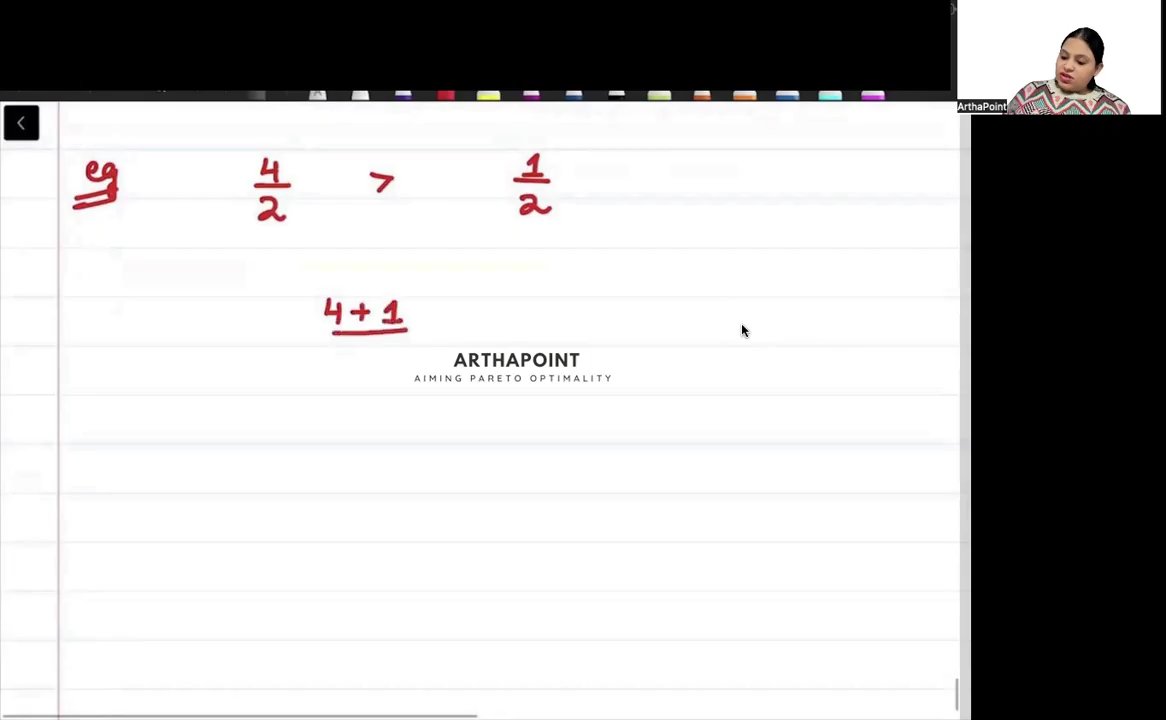 ArthaPoint
eg 4/2 > 1/2
4 + 1
ARTHAPOINT
AIMING PARETO OPTIMALITY